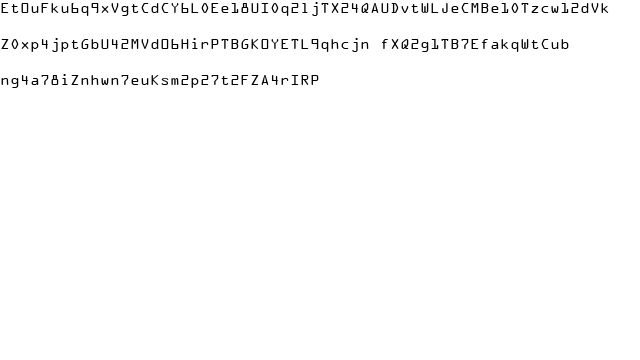 EtOuFku6q9xVgtCdCY6L0Ee18UI0q2ljTX24QAUDvtWLJeCMBe10Tzcw12dVk
Z0xp4jptGbU42MVdO6HirPTBGKOYETL9qhcjn fXQ2g1TB7EfakqWtCub
ng4a78iZnhwn7euKsm2p27t2FZA4rIRP